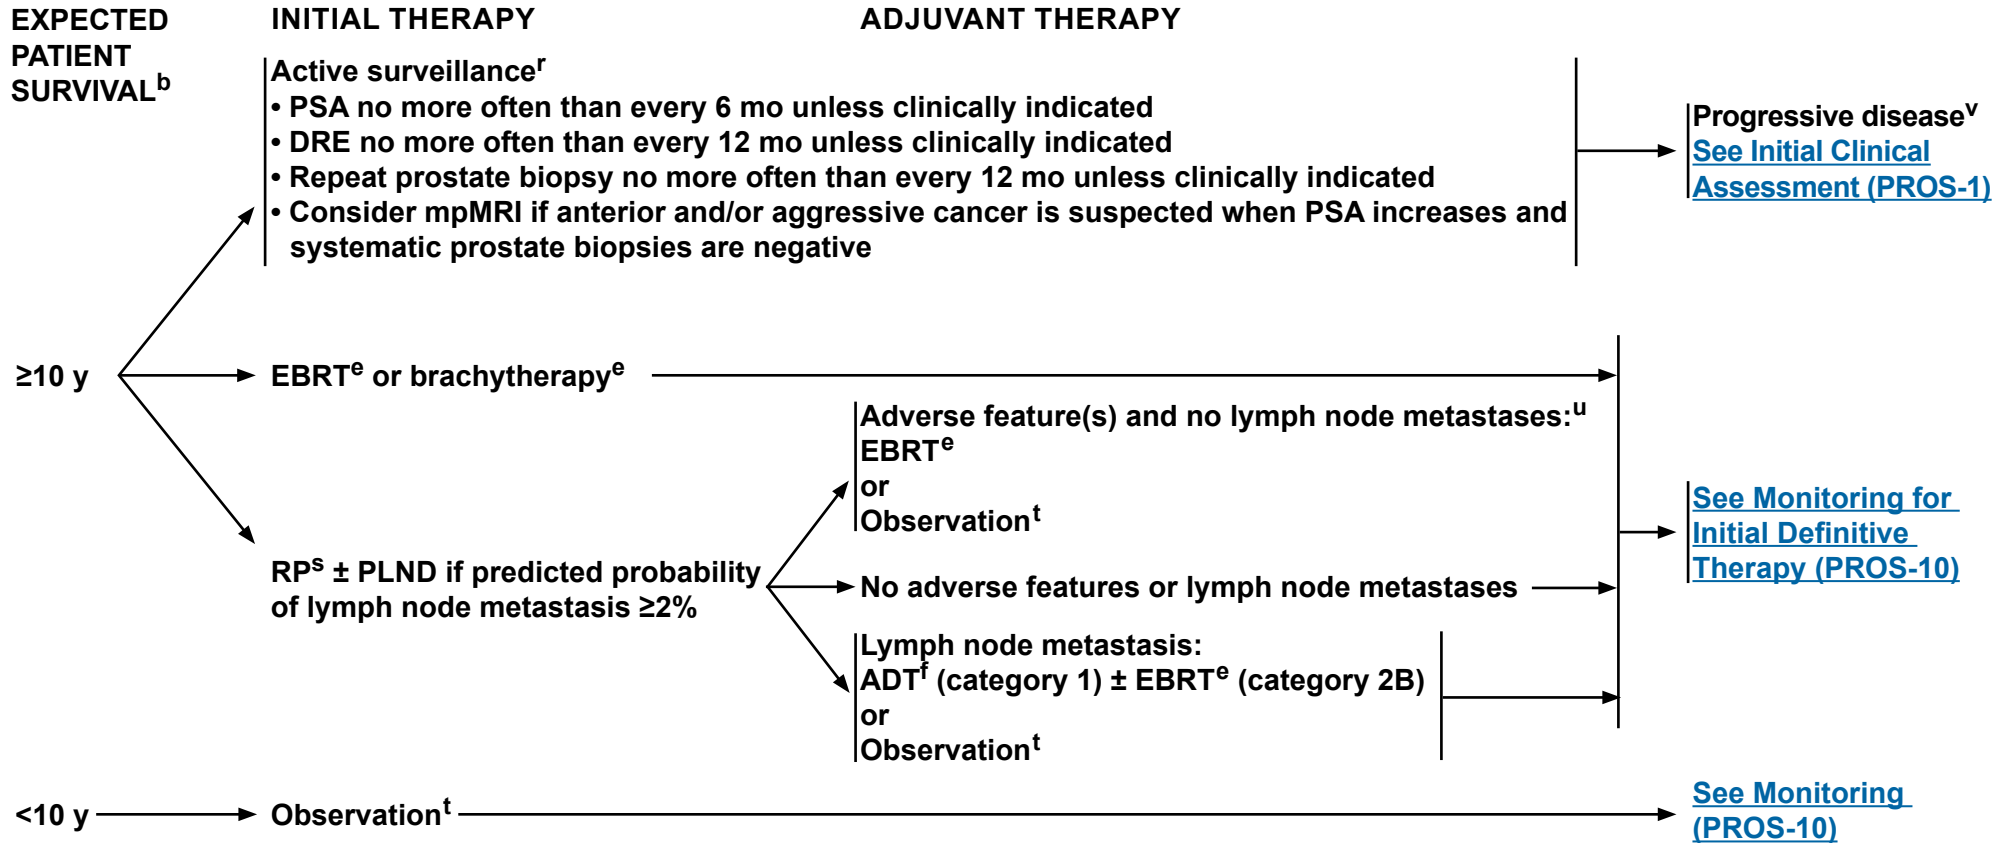 EXPECTED
PATIENT
SURVIVALb
INITIAL THERAPY
ADJUVANT THERAPY
Active surveillancer
• PSA no more often than every 6 mo unless clinically indicated
• DRE no more often than every 12 mo unless clinically indicated
• Repeat prostate biopsy no more often than every 12 mo unless clinically indicated
• Consider mpMRI if anterior and/or aggressive cancer is suspected when PSA increases and
systematic prostate biopsies are negative
Progressive diseasev
See Initial Clinical
Assessment (PROS-1)
≥10 y
EBRTe or brachytherapye
RPs ± PLND if predicted probability
of lymph node metastasis ≥2%
Adverse feature(s) and no lymph node metastases:u
EBRTe
or
Observationt
No adverse features or lymph node metastases
Lymph node metastasis:
ADTf (category 1) ± EBRTe (category 2B)
or
Observationt
See Monitoring for
Initial Definitive
Therapy (PROS-10)
<10 y
Observationt
See Monitoring
(PROS-10)